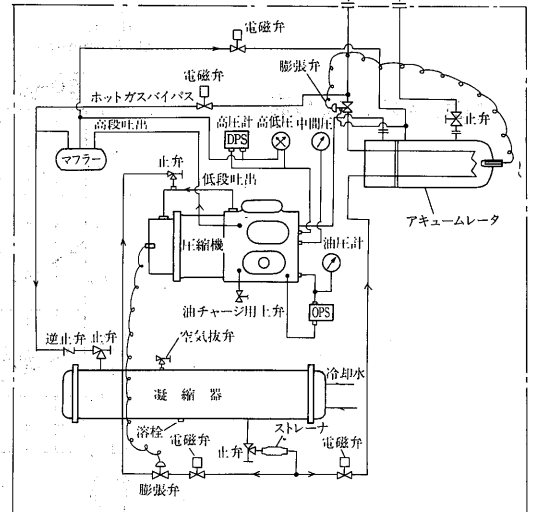 電磁弁
電磁弁
膨張弁
ホットガスバイパス
高圧計
高低圧
中間圧
止弁
高段吐出
DPS
マフラー
止弁
低段吐出
アキュームレータ
圧縮機
油圧計
油チャージ用止弁
OPS
逆止弁
止弁
空気抜弁
冷却水
凝縮器
溶栓
ストレーナ
電磁弁
止弁
電磁弁
膨張弁